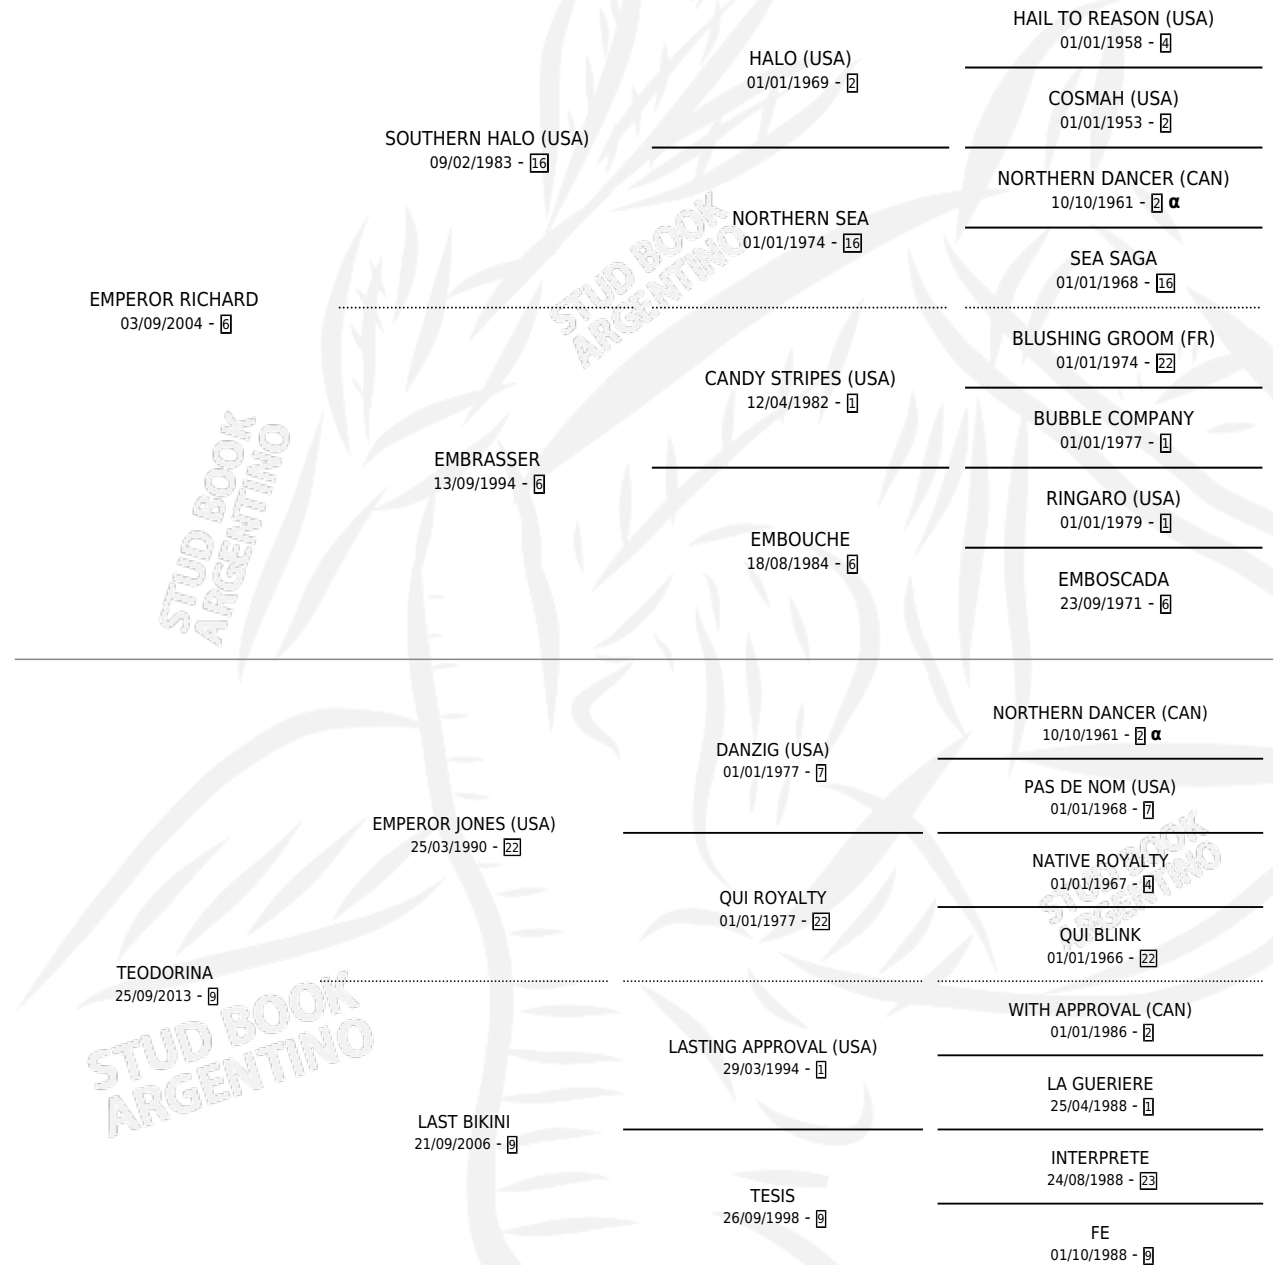 HAIL TO REASON (USA)
01/01/1958 - 4
HALO (USA)
01/01/1969 - 2
COSMAH (USA)
01/01/1953 - 2
SOUTHERN HALO (USA)
09/02/1983 - 16
NORTHERN DANCER (CAN)
10/10/1961 - 2 α
NORTHERN SEA
01/01/1974 - 16
SEA SAGA
01/01/1968 - 16
STUD BOOK
ARGENTINO
EMPEROR RICHARD
03/09/2004 - 6
BLUSHING GROOM (FR)
01/01/1974 - 22
CANDY STRIPES (USA)
12/04/1982 - 1
BUBBLE COMPANY
01/01/1977 - 1
EMBRASSER
13/09/1994 - 6
RINGARO (USA)
01/01/1979 - 1
EMBOUCHE
18/08/1984 - 6
EMBOSCADA
23/09/1971 - 6
STUD BOOK
ARGENTINO
NORTHERN DANCER (CAN)
10/10/1961 - 2 α
DANZIG (USA)
01/01/1977 - 7
PAS DE NOM (USA)
01/01/1968 - 7
EMPEROR JONES (USA)
25/03/1990 - 22
NATIVE ROYALTY
01/01/1967 - 4
QUI ROYALTY
01/01/1977 - 22
QUI BLINK
01/01/1966 - 22
STUD BOOK
ARGENTINO
TEODORINA
25/09/2013 - 9
WITH APPROVAL (CAN)
01/01/1986 - 2
LASTING APPROVAL (USA)
29/03/1994 - 1
LA GUERIERE
25/04/1988 - 1
STUD BOOK
ARGENTINO
LAST BIKINI
21/09/2006 - 9
INTERPRETE
24/08/1988 - 23
TESIS
26/09/1998 - 9
FE
01/10/1988 - 9